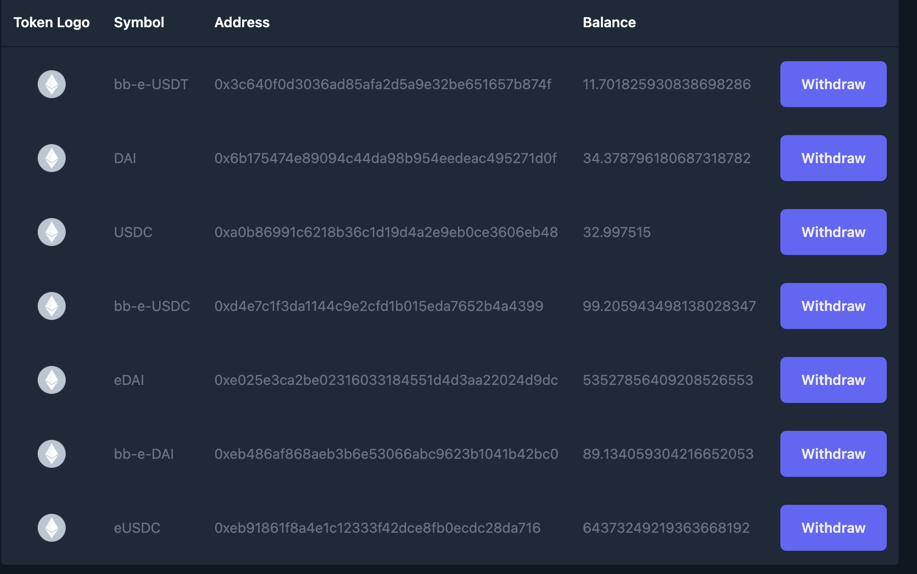 Token Logo Symbol Address Balance
bb-e-USDT 0x3c640f0d3036ad85afa2d5a9e32be651657b874f 11.701825930838698286 Withdraw
DAI 0x6b175474e89094c44da98b954eedeac495271d0f 34.378796180687318782 Withdraw
USDC 0xa0b86991c6218b36c1d19d4a2e9eb0ce3606eb48 32.997515 Withdraw
bb-e-USDC 0xd4e7c1f3da1144c9e2cfd1b015eda7652b4a4399 99.205943498138028347 Withdraw
eDAI 0xe025e3ca2be02316033184551d4d3aa22024d9dc 53527856409208526553 Withdraw
bb-e-DAI 0xeb486af868aeb3b6e53066abc9623b1041b42bc0 89.134059304216652053 Withdraw
eUSDC 0xeb91861f8a4e1c12333f42dce8fb0ecdc28da716 64373249219363668192 Withdraw